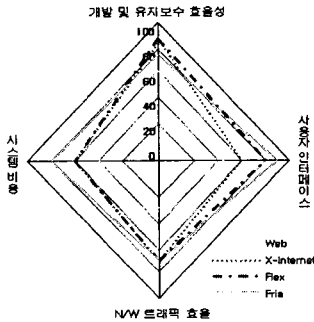 개발 및 유지보수 효율성
100
80
60
40
20
0
시스템 비용
사용자 인터페이스
Web
X-Internet
Flex
Fria
N/W 트래픽 효율